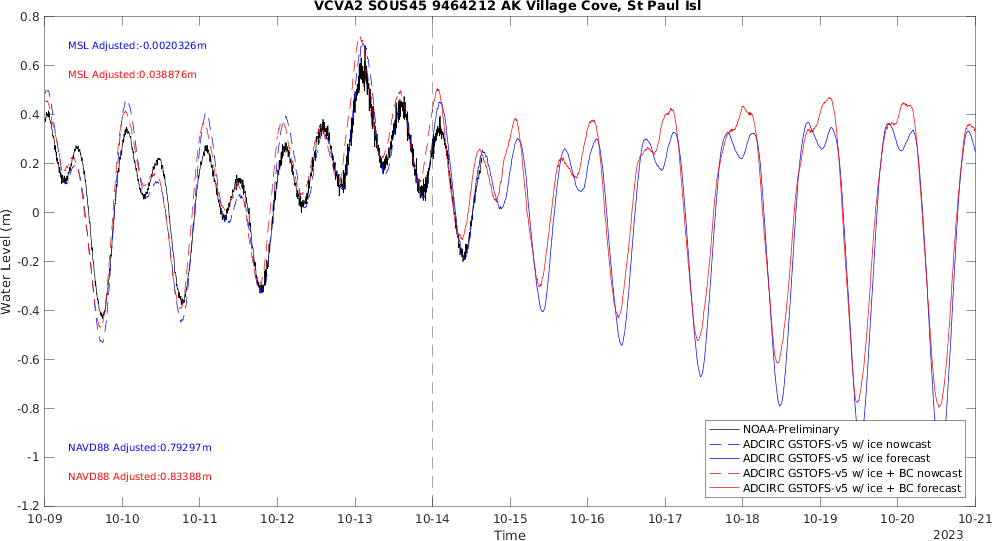 VCVA2 SOUS45 9464212 AK Village Cove, St Paul Isl
MSL Adjusted:-0.0020326m
MSL Adjusted:0.038876m
NAVD88 Adjusted:0.79297m
NAVD88 Adjusted:0.83388m
Water Level (m)
0.8
0.6
0.4
0.2
0
-0.2
-0.4
-0.6
-0.8
-1
-1.2
NOAA-Preliminary
ADCIRC GSTOFS-v5 w/ ice nowcast
ADCIRC GSTOFS-v5 w/ ice forecast
ADCIRC GSTOFS-v5 w/ ice + BC nowcast
ADCIRC GSTOFS-v5 w/ ice + BC forecast
10-09 10-10 10-11 10-12 10-13 10-14 10-15 10-16 10-17 10-18 10-19 10-20 10-21
Time
2023